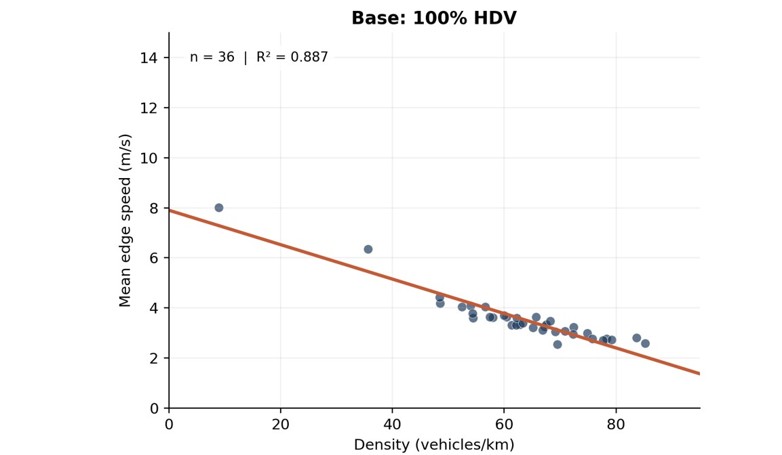 Base: 100% HDV
n = 36 | R² = 0.887
Mean edge speed (m/s)
14
12
10
8
6
4
2
0
0 20 40 60 80
Density (vehicles/km)